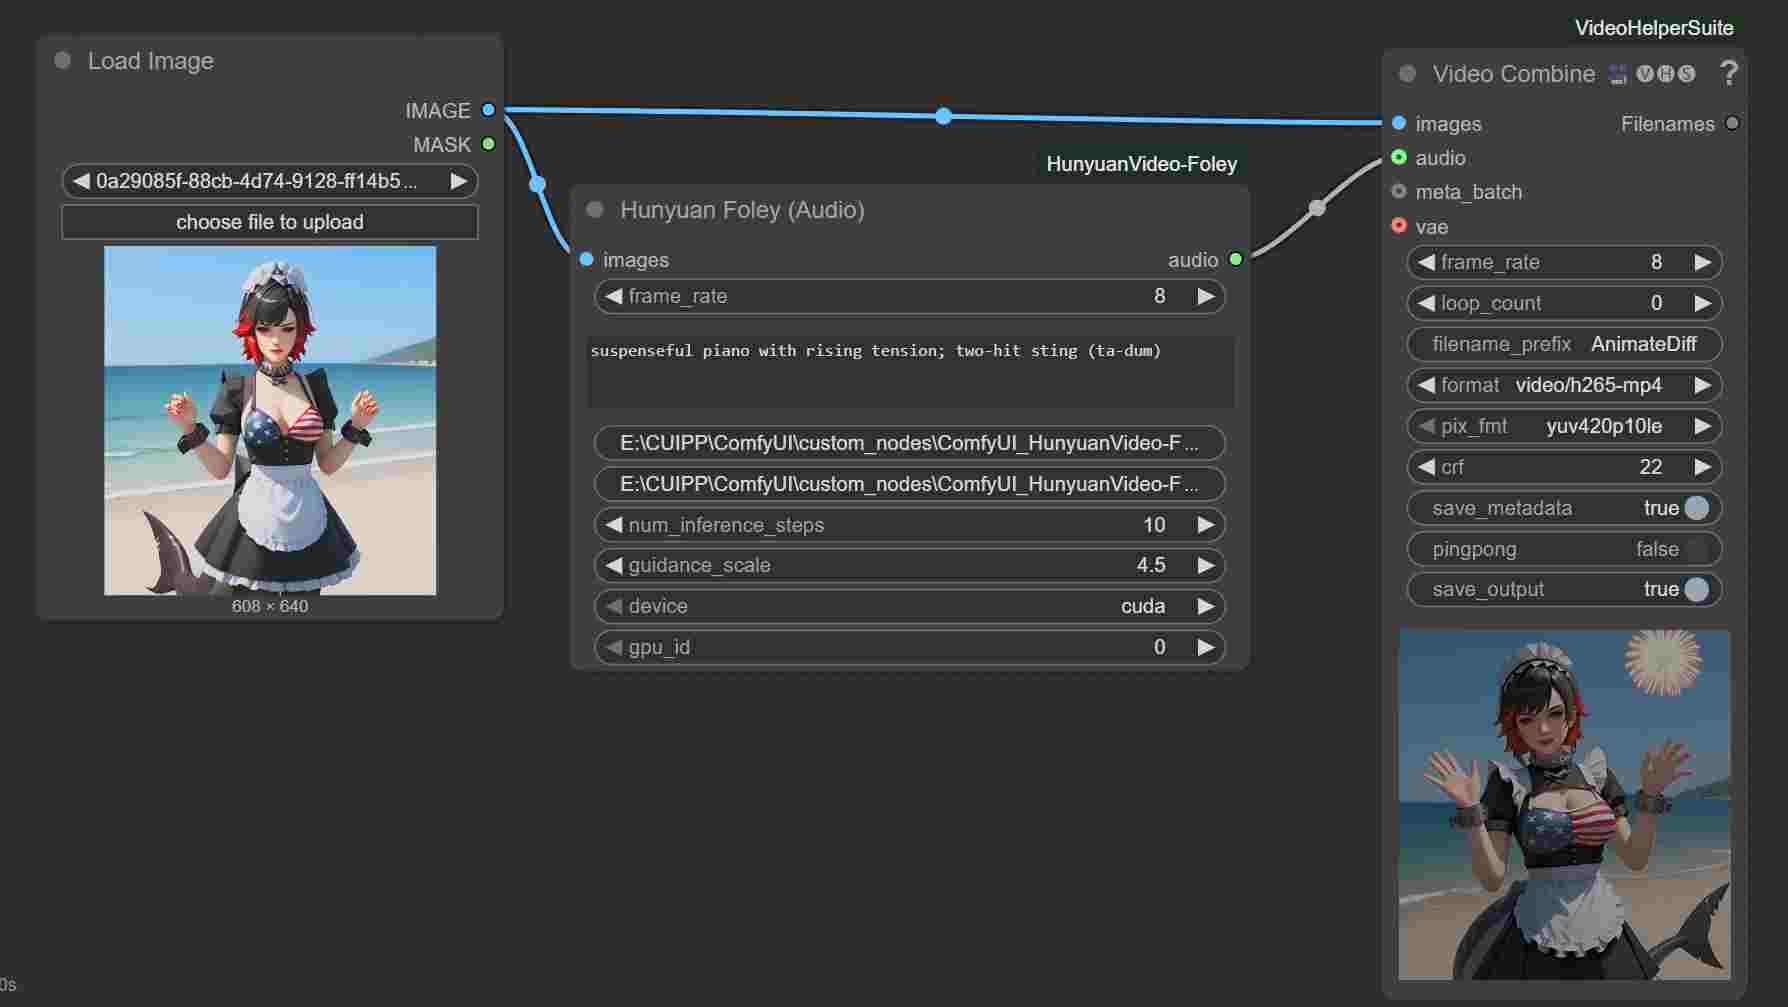 VideoHelperSuite
Load Image
IMAGE
MASK
0a29085f-88cb-4d74-9128-ff14b5...
choose file to upload
608 × 640
HunyuanVideo-Foley
Hunyuan Foley (Audio)
images
audio
frame_rate 8
suspenseful piano with rising tension; two-hit sting (ta-dum)
E:\CUIPP\ComfyUI\custom_nodes\ComfyUI_HunyuanVideo-F...
E:\CUIPP\ComfyUI\custom_nodes\ComfyUI_HunyuanVideo-F...
num_inference_steps 10
guidance_scale 4.5
device cuda
gpu_id 0
Video Combine VHS ?
images Filenames
audio
meta_batch
vae
frame_rate 8
loop_count 0
filename_prefix AnimateDiff
format video/h265-mp4
pix_fmt yuv420p10le
crf 22
save_metadata true
pingpong false
save_output true
0s